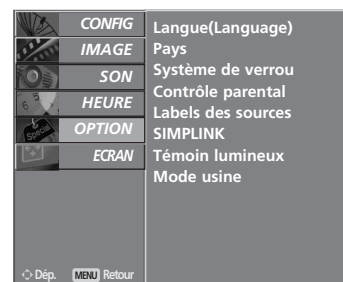 CONFIG
IMAGE
SON
HEURE
OPTION
ECRAN
Langue(Language)
Pays
Système de verrou
Contrôle parental
Labels des sources
SIMPLINK
Témoin lumineux
Mode usine
Dép. MENU Retour